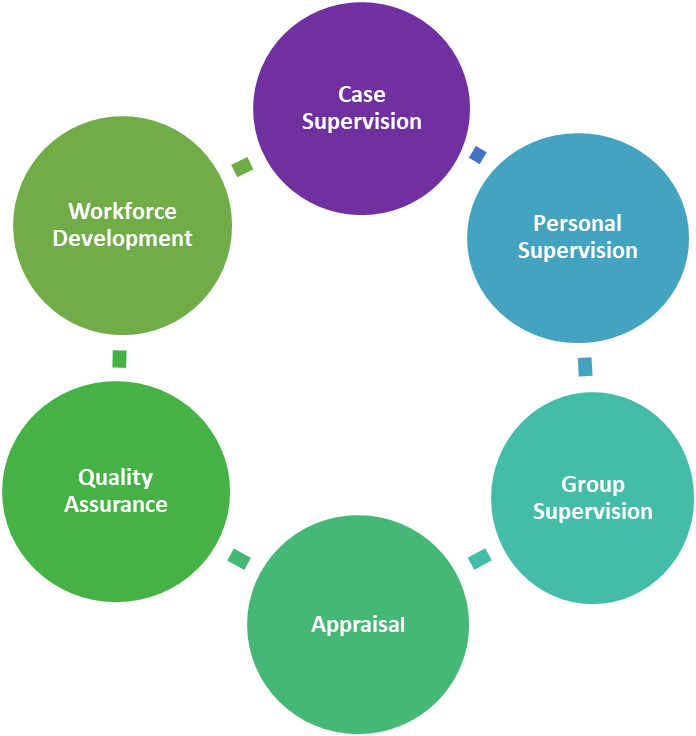 Case
Supervision
Personal
Supervision
Group
Supervision
Appraisal
Quality
Assurance
Workforce
Development